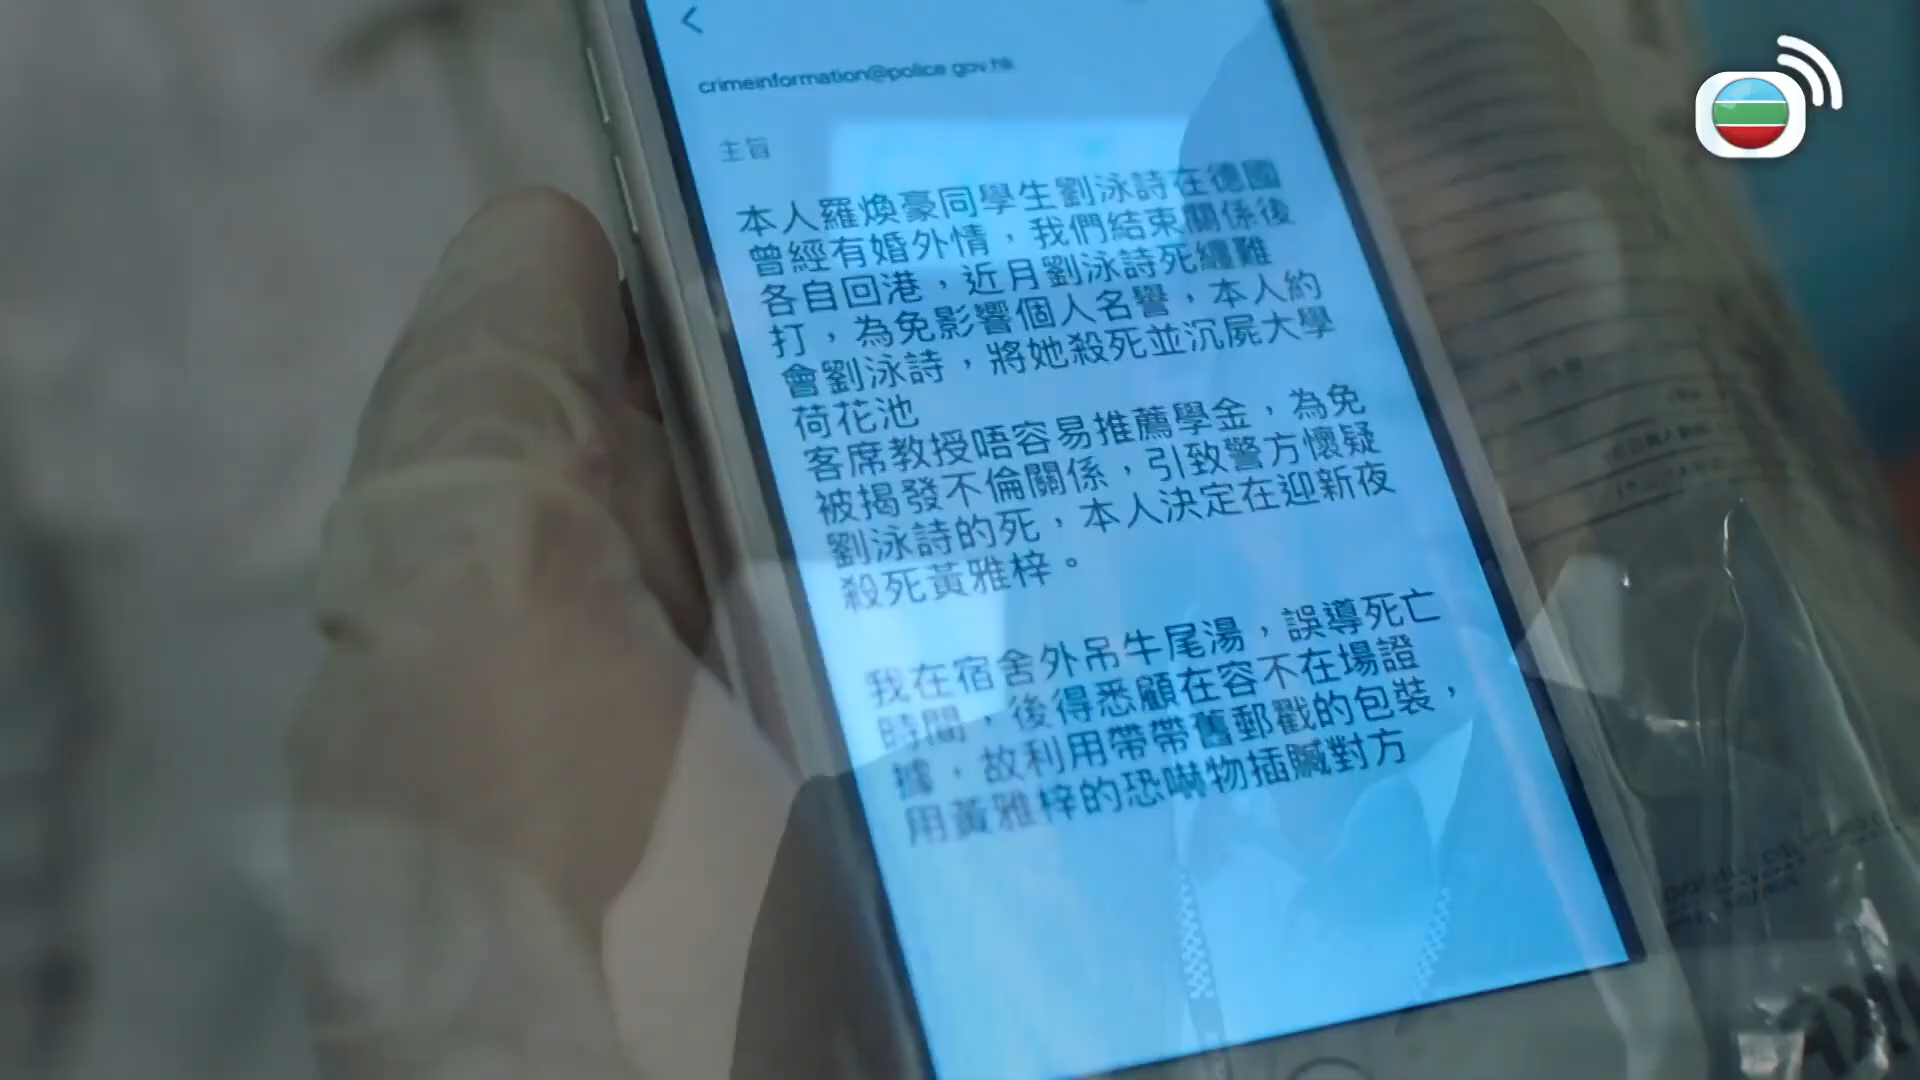 crimeinformation@police.gov.hk
主旨
本人羅煥豪同學生劉泳詩在德國
曾經有婚外情，我們結束關係後
各自回港，近月劉泳詩死纏難
打，為免影響個人名譽，本人約
會劉泳詩，將她殺死並沉屍大學
荷花池
客席教授唔容易推薦學金，為免
被揭發不倫關係，引致警方懷疑
劉泳詩的死，本人決定在迎新夜
殺死黃雅梓。
我在宿舍外吊牛尾湯，誤導死亡
時間，後得悉顧在容不在場證
據，故利用帶帶舊郵戳的包裝，
用黃雅梓的恐嚇物插贓對方